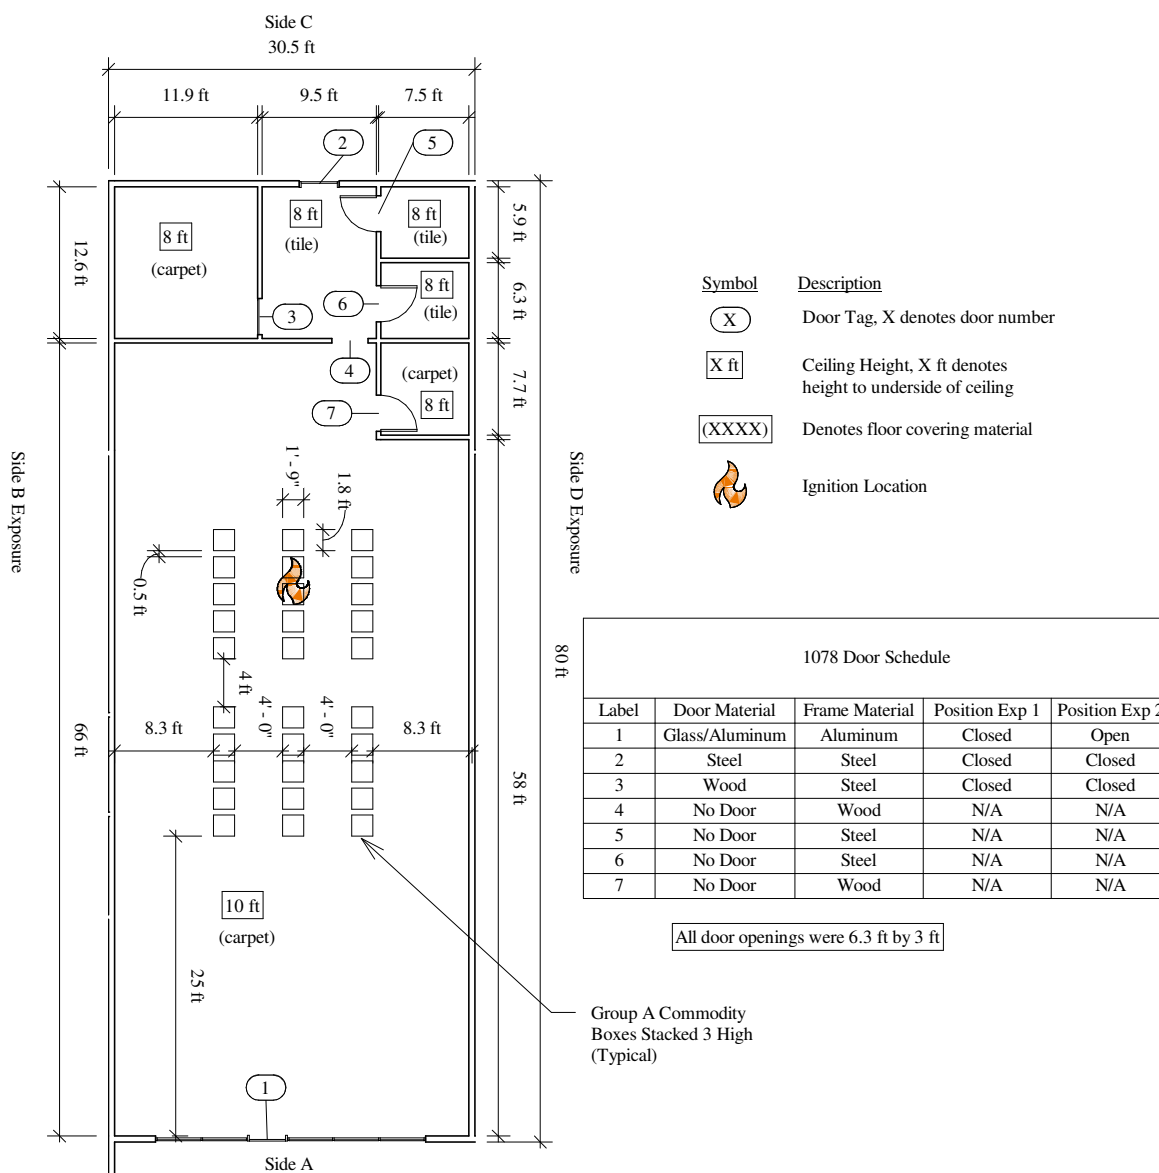 Side C
30.5 ft
11.9 ft
9.5 ft
7.5 ft
2
5
8 ft
(carpet)
8 ft
(tile)
8 ft
(tile)
5.9 ft
12.6 ft
8 ft
(tile)
6.3 ft
3
6
4
(carpet)
8 ft
7.7 ft
7
Side B Exposure
Side D Exposure
1' - 9"
1.8 ft
0.5 ft
4 ft
4' - 0"
4' - 0"
8.3 ft
8.3 ft
66 ft
58 ft
80 ft
10 ft
(carpet)
25 ft
1
Side A
Group A Commodity
Boxes Stacked 3 High
(Typical)
Symbol Description
X Door Tag, X denotes door number
X ft Ceiling Height, X ft denotes
height to underside of ceiling
(XXXX) Denotes floor covering material
Ignition Location
1078 Door Schedule
Label Door Material Frame Material Position Exp 1 Position Exp 2
1 Glass/Aluminum Aluminum Closed Open
2 Steel Steel Closed Closed
3 Wood Steel Closed Closed
4 No Door Wood N/A N/A
5 No Door Steel N/A N/A
6 No Door Steel N/A N/A
7 No Door Wood N/A N/A
All door openings were 6.3 ft by 3 ft